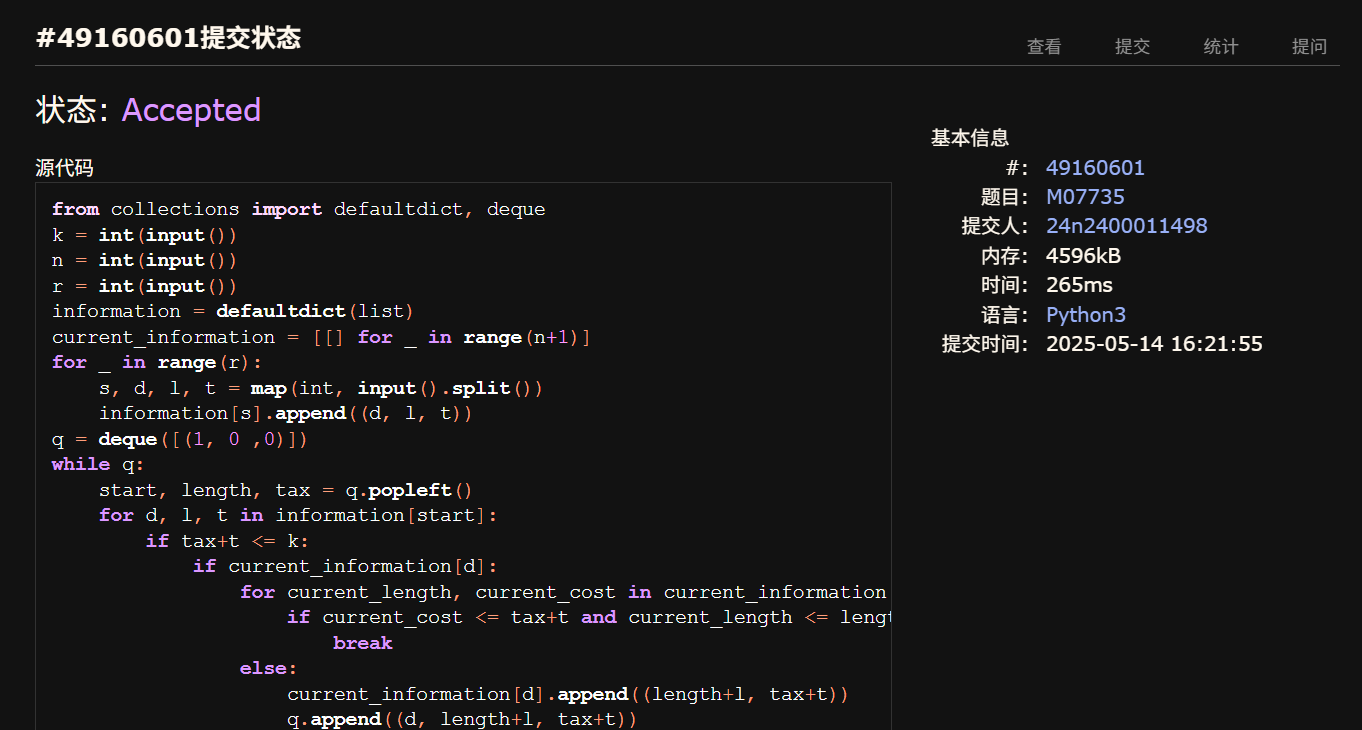 #49160601提交状态
查看 提交 统计 提问
状态: Accepted
源代码
from collections import defaultdict, deque
k = int(input())
n = int(input())
r = int(input())
information = defaultdict(list)
current_information = [[] for _ in range(n+1)]
for _ in range(r):
    s, d, l, t = map(int, input().split())
    information[s].append((d, l, t))
q = deque([(1, 0 ,0)])
while q:
    start, length, tax = q.popleft()
    for d, l, t in information[start]:
        if tax+t <= k:
            if current_information[d]:
                for current_length, current_cost in current_information
                    if current_cost <= tax+t and current_length <= lengt
                        break
                else:
                    current_information[d].append((length+l, tax+t))
                    q.append((d, length+l, tax+t))
基本信息
#: 49160601
题目: M07735
提交人: 24n2400011498
内存: 4596kB
时间: 265ms
语言: Python3
提交时间: 2025-05-14 16:21:55